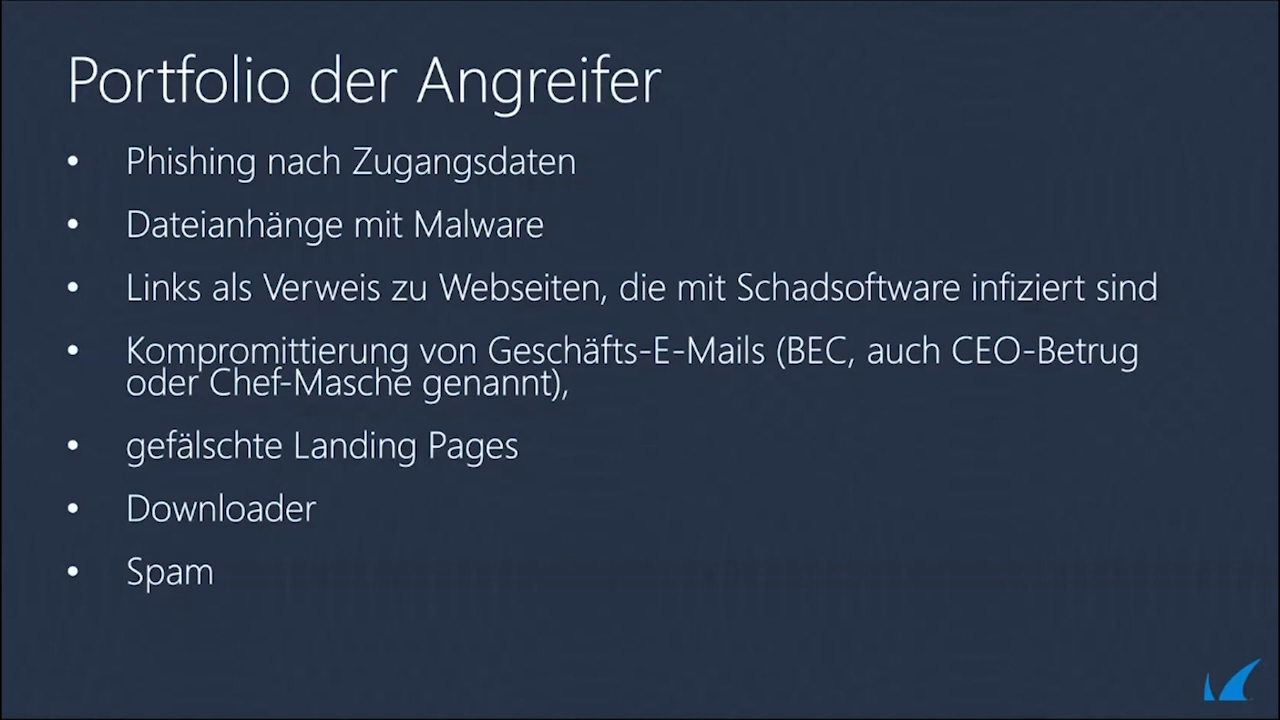 Portfolio der Angreifer
• Phishing nach Zugangsdaten
• Dateianhänge mit Malware
• Links als Verweis zu Webseiten, die mit Schadsoftware infiziert sind
• Kompromittierung von Geschäfts-E-Mails (BEC, auch CEO-Betrug
oder Chef-Masche genannt),
• gefälschte Landing Pages
• Downloader
• Spam